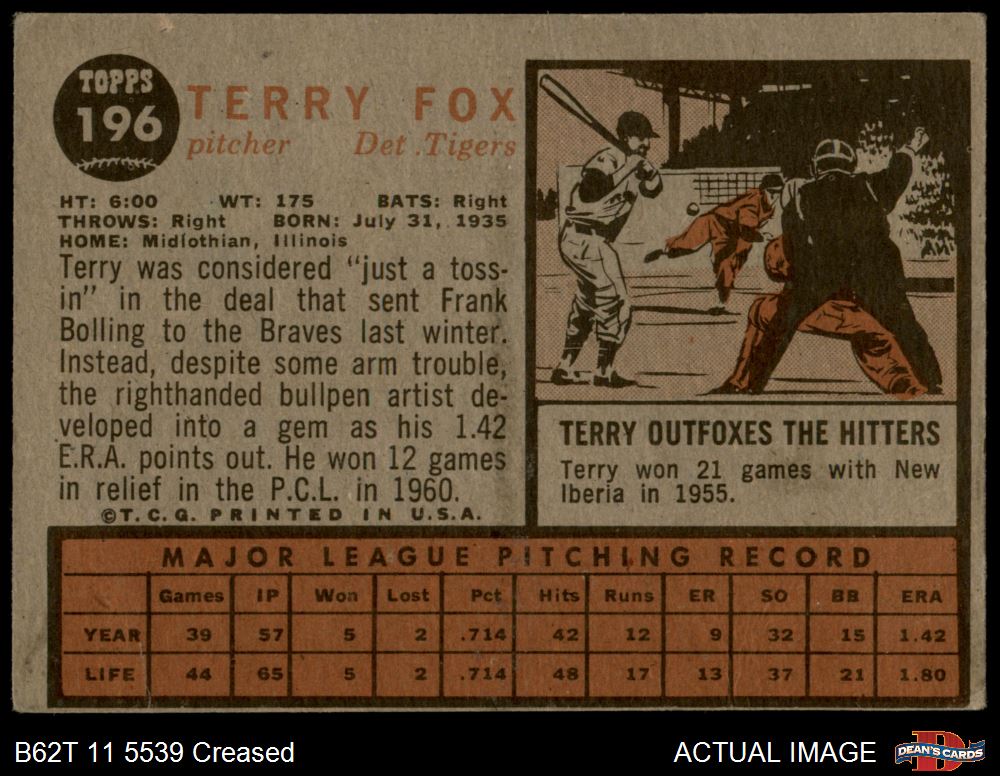 TOPPS
196
TERRY FOX
pitcher Det. Tigers
HT: 6:00 WT: 175 BATS: Right
THROWS: Right BORN: July 31, 1935
HOME: Midlothian, Illinois
Terry was considered "just a toss-
in" in the deal that sent Frank
Bolling to the Braves last winter.
Instead, despite some arm trouble,
the righthanded bullpen artist de-
veloped into a gem as his 1.42
E.R.A. points out. He won 12 games
in relief in the P.C.L. in 1960.
©T.C.G. PRINTED IN U.S.A.
TERRY OUTFOXES THE HITTERS
Terry won 21 games with New
Iberia in 1955.
MAJOR LEAGUE PITCHING RECORD
Games IP Won Lost Pct Hits Runs ER SO BB ERA
YEAR 39 57 5 2 .714 42 12 9 32 15 1.42
LIFE 44 65 5 2 .714 48 17 13 37 21 1.80
B62T 11 5539 Creased
ACTUAL IMAGE
D
DEAN'S CARDS